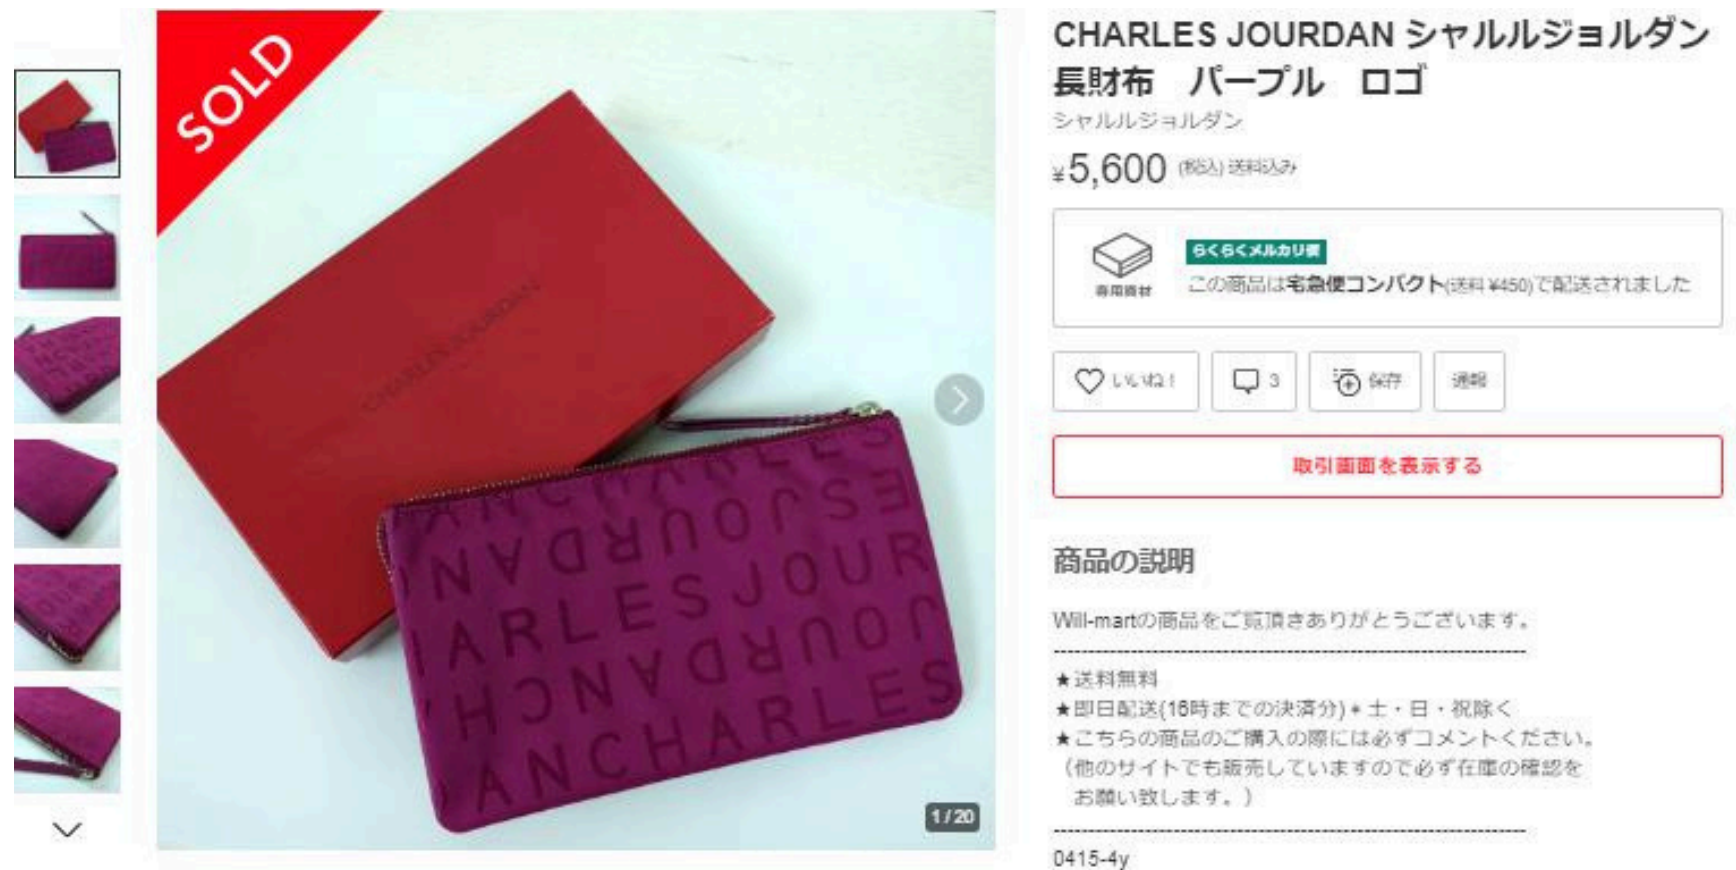 SOLD
CHARLES JOURDAN
ANCHARLES
NVDRUOJSE
HARLES JOUR
HCNVDRUOJ
ANCHARLES
1 / 20
CHARLES JOURDAN シャルルジョルダン
長財布　パープル　ロゴ
シャルルジョルダン
¥5,600 (税込) 送料込み
らくらくメルカリ便
専用資材
この商品は宅急便コンパクト(送料 ¥450)で配送されました
いいね！
3
保存
通報
取引画面を表示する
商品の説明
Will-martの商品をご覧頂きありがとうございます。
---------------------------------------------------------------------
★送料無料
★即日配送(16時までの決済分)＊土・日・祝除く
★こちらの商品のご購入の際には必ずコメントください。
（他のサイトでも販売していますので必ず在庫の確認を
　お願い致します。）
---------------------------------------------------------------------
0415-4y